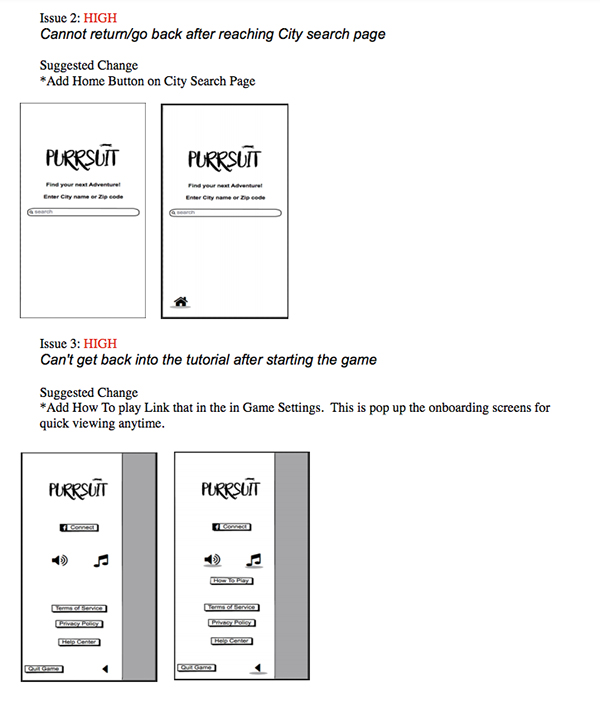 Issue 2: HIGH
Cannot return/go back after reaching City search page
Suggested Change
*Add Home Button on City Search Page
PURRSUIT
Find your next Adventure!
Enter City name or Zip code
search
PURRSUIT
Find your next Adventure!
Enter City name or Zip code
search
Issue 3: HIGH
Can't get back into the tutorial after starting the game
Suggested Change
*Add How To play Link that in the in Game Settings.  This is pop up the onboarding screens for
quick viewing anytime.
PURRSUIT
f Connect
Terms of Service
Privacy Policy
Help Center
Quit Game
PURRSUIT
f Connect
How To Play
Terms of Service
Privacy Policy
Help Center
Quit Game